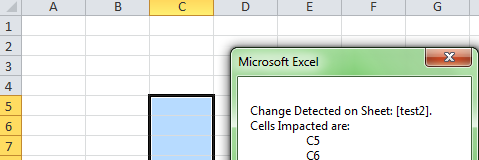 A B C D E F G
1
2
3
4
5
6
7
Microsoft Excel
Change Detected on Sheet: [test2].
Cells Impacted are:
C5
C6